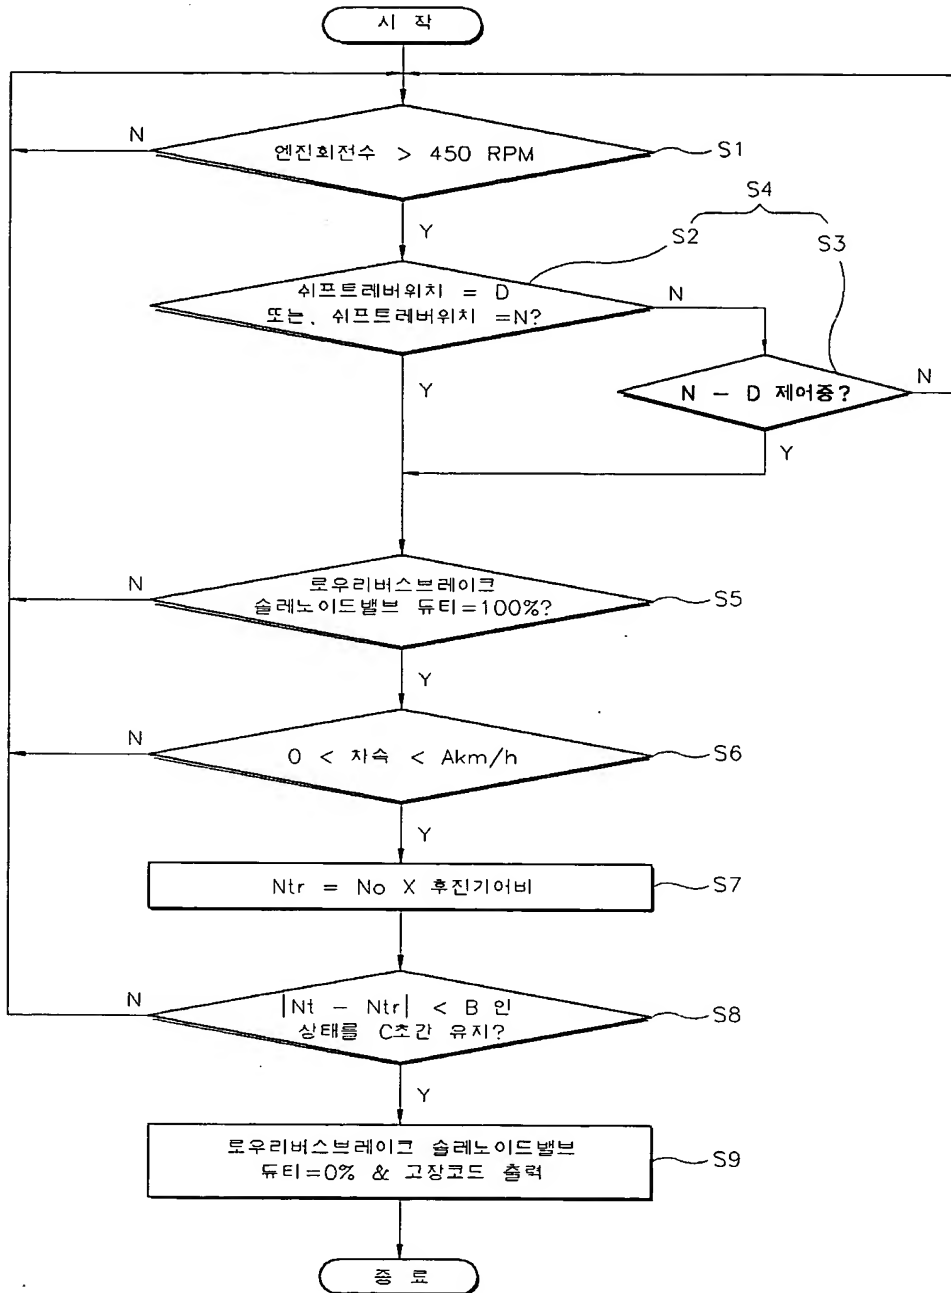 시 작
N
엔진회전수 > 450 RPM
S1
Y
S4
S2
S3
쉬프트레버위치 = D
또는, 쉬프트레버위치 =N?
N
Y
N - D 제어중?
N
Y
N
로우리버스브레이크
솔레노이드밸브 듀티=100%?
S5
Y
N
0 < 차속 < Akm/h
S6
Y
Ntr = No X 후진기어비
S7
N
|Nt - Ntr| < B 인
상태를 C초간 유지?
S8
Y
로우리버스브레이크 솔레노이드밸브
듀티=0% & 고장코드 출력
S9
종 료